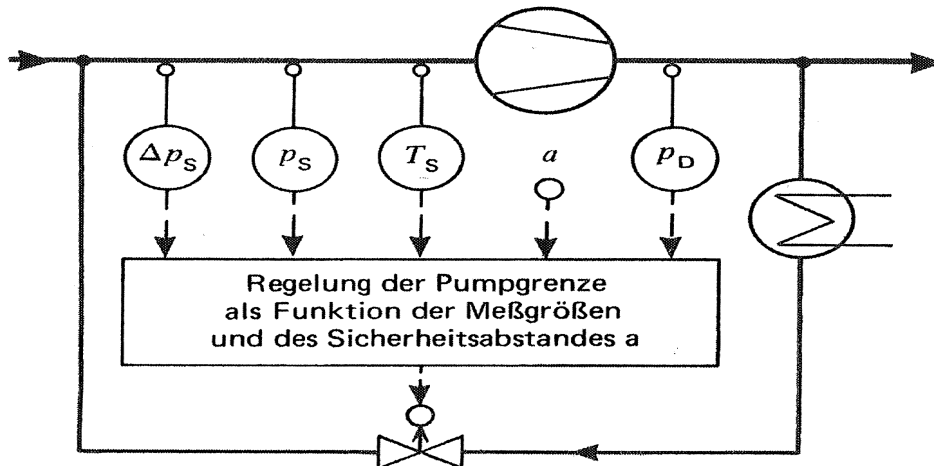 Δp_S
p_S
T_S
a
p_D
Regelung der Pumpgrenze
als Funktion der Meßgrößen
und des Sicherheitsabstandes a